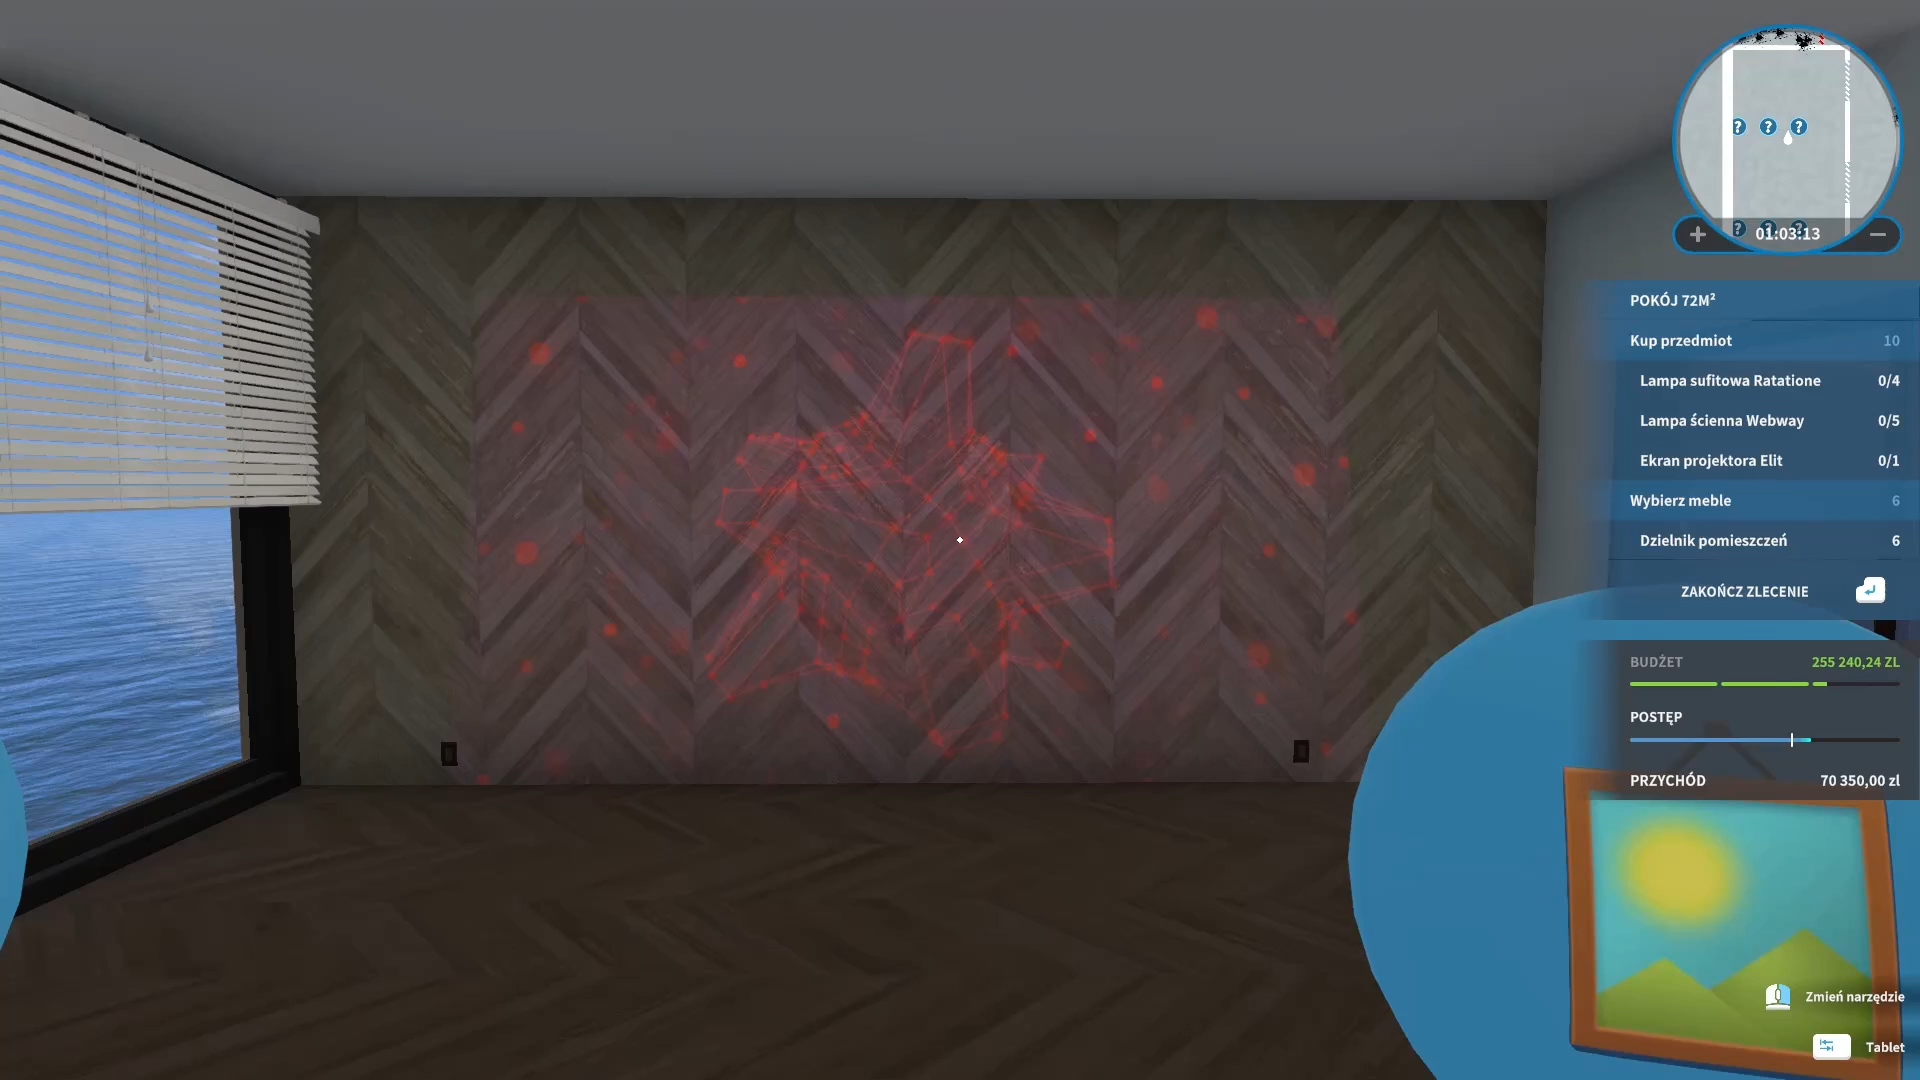 01:03:13
POKÓJ 72M²
Kup przedmiot 10
Lampa sufitowa Ratatione 0/4
Lampa ścienna Webway 0/5
Ekran projektora Elit 0/1
Wybierz meble 6
Dzielnik pomieszczeń 6
ZAKOŃCZ ZLECENIE
BUDŻET 255 240,24 ZL
POSTĘP
PRZYCHÓD 70 350,00 zl
Zmień narzędzie
Tablet